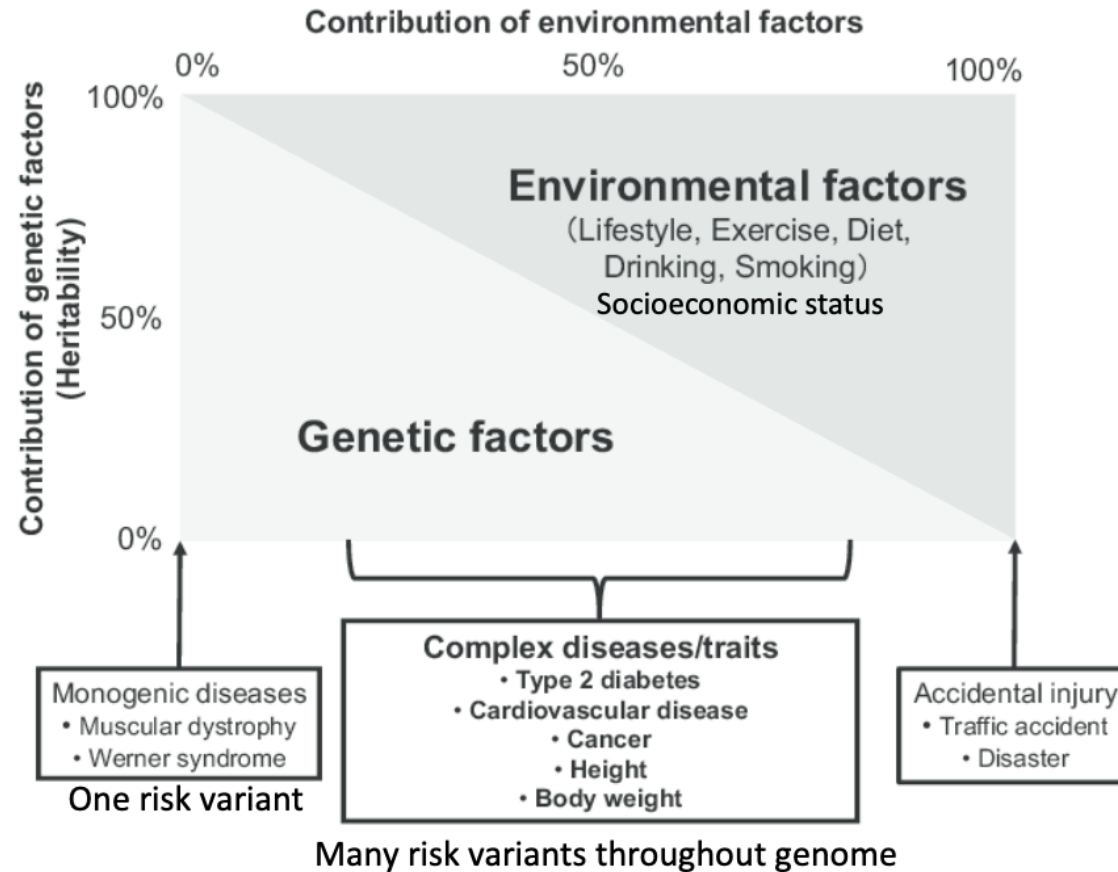 Contribution of environmental factors
0% 50% 100%
Contribution of genetic factors
(Heritability)
100%
50%
0%
Environmental factors
(Lifestyle, Exercise, Diet,
Drinking, Smoking)
Socioeconomic status
Genetic factors
Monogenic diseases
• Muscular dystrophy
• Werner syndrome
One risk variant
Complex diseases/traits
• Type 2 diabetes
• Cardiovascular disease
• Cancer
• Height
• Body weight
Many risk variants throughout genome
Accidental injury
• Traffic accident
• Disaster